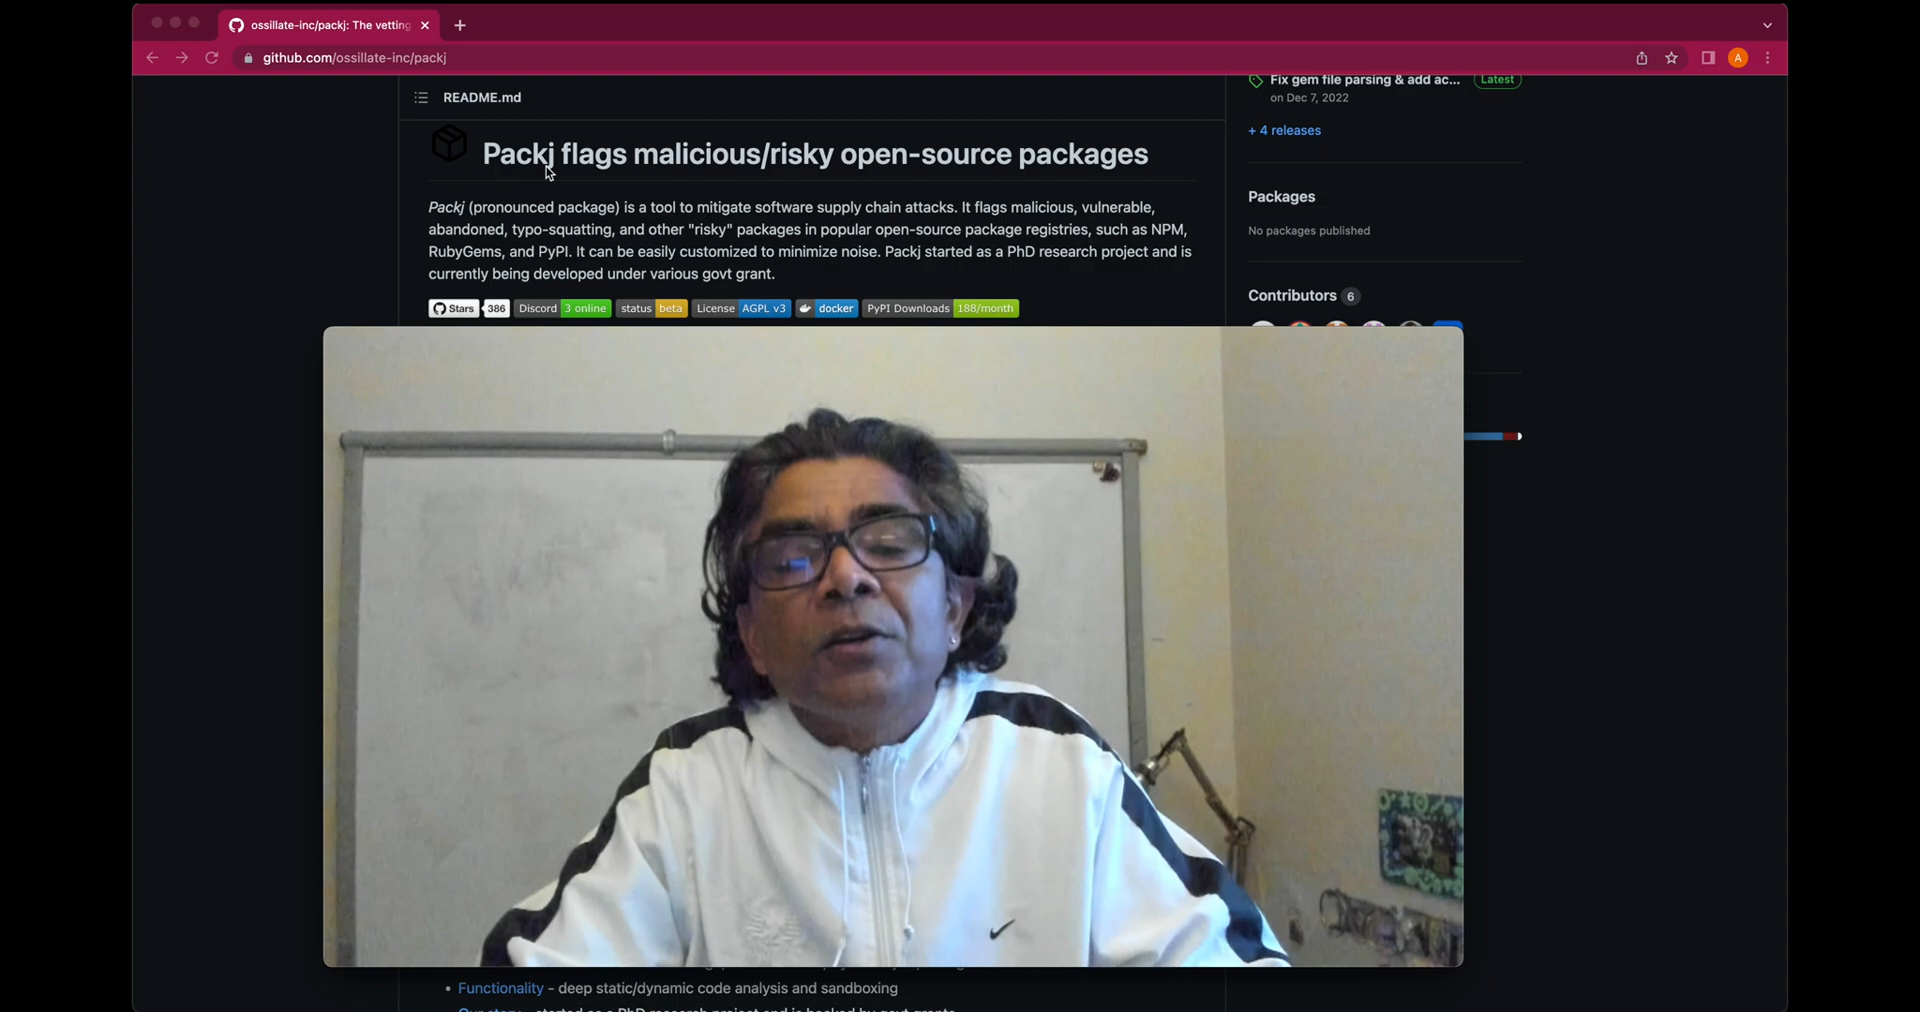 ossillate-inc/packj: The vetting
github.com/ossillate-inc/packj
A
README.md
Fix gem file parsing & add ac...
Latest
on Dec 7, 2022
+ 4 releases
Packj flags malicious/risky open-source packages
Packj (pronounced package) is a tool to mitigate software supply chain attacks. It flags malicious, vulnerable,
abandoned, typo-squatting, and other "risky" packages in popular open-source package registries, such as NPM,
RubyGems, and PyPI. It can be easily customized to minimize noise. Packj started as a PhD research project and is
currently being developed under various govt grant.
Stars 386 Discord 3 online status beta License AGPL v3 docker PyPI Downloads 188/month
Packages
No packages published
Contributors 6
• Functionality - deep static/dynamic code analysis and sandboxing